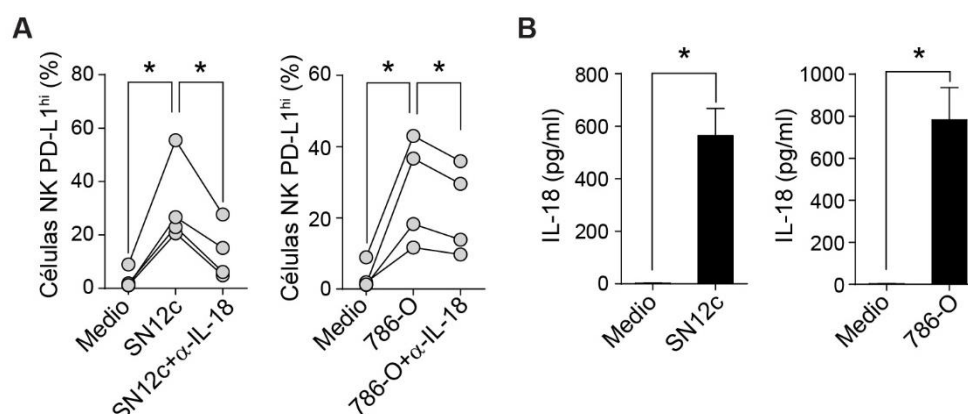 A
Células NK PD-L1hi (%)
80
60
40
20
0
* *
Medio
SN12c
SN12c+α-IL-18
Células NK PD-L1hi (%)
60
40
20
0
* *
Medio
786-O
786-O+α-IL-18
B
IL-18 (pg/ml)
800
600
400
200
0
*
Medio
SN12c
IL-18 (pg/ml)
1000
800
600
400
200
0
*
Medio
786-O